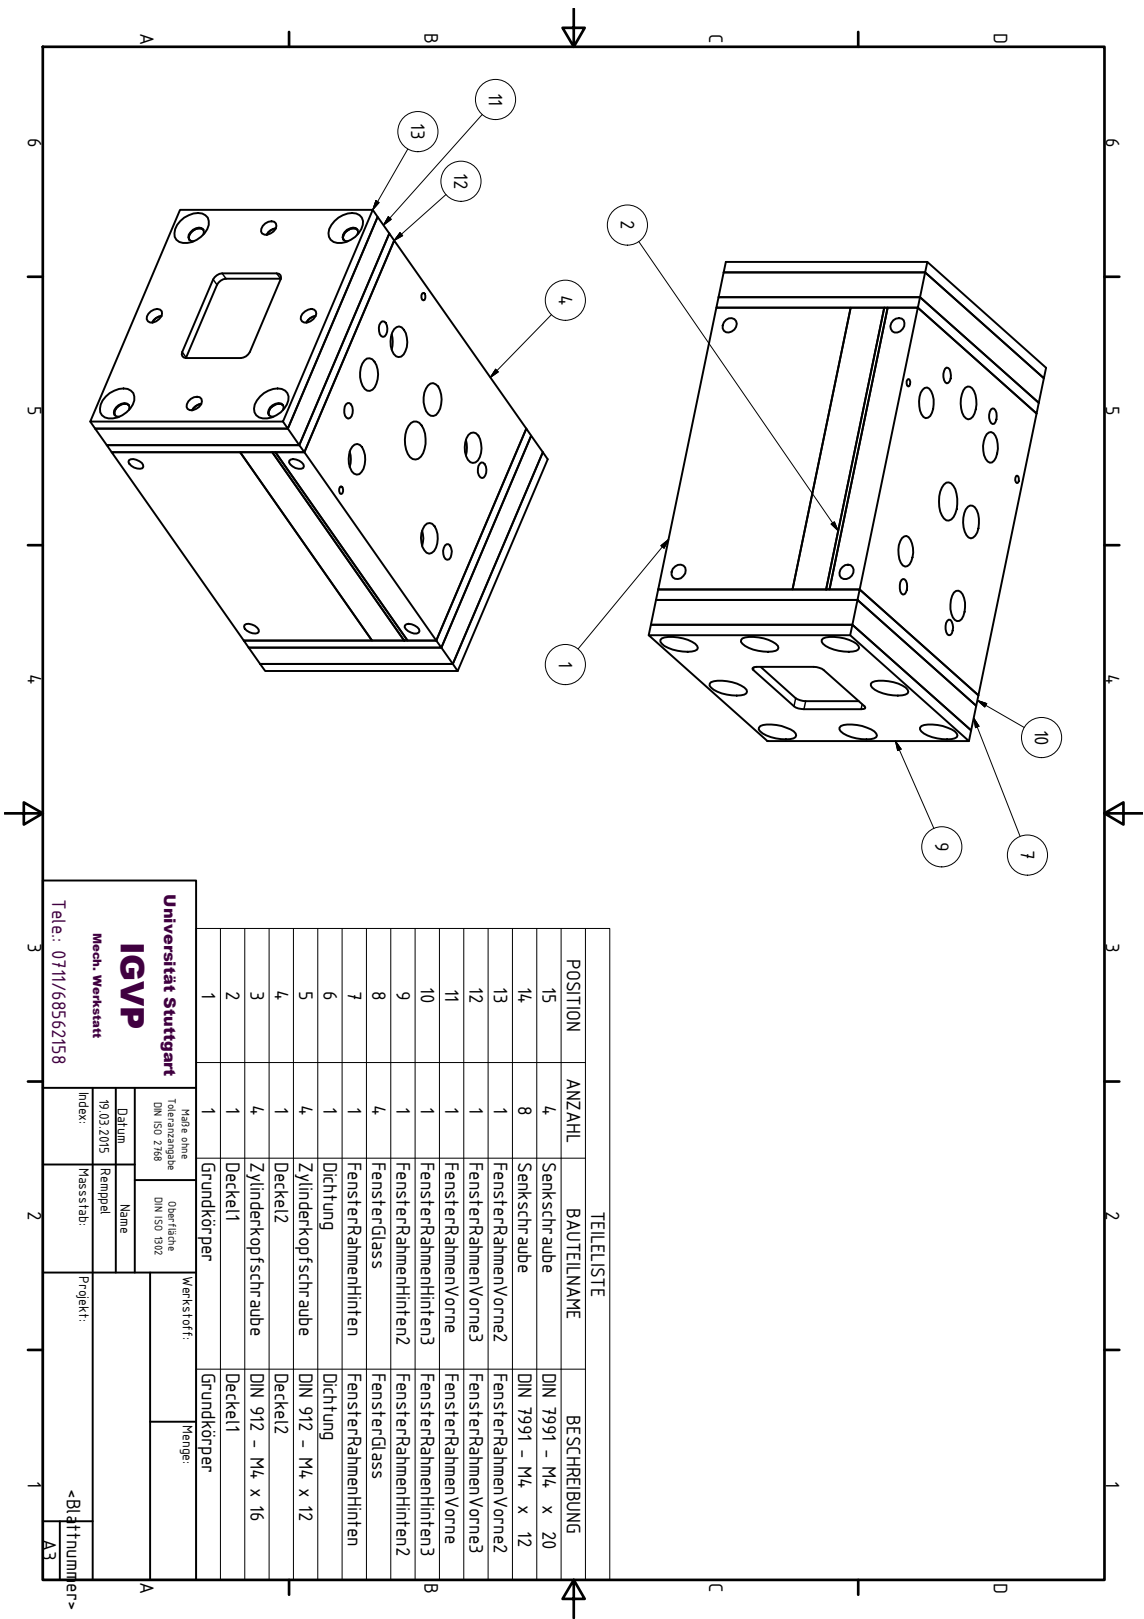 6
5
4
3
2
1
D
C
B
A
13
11
12
4
2
1
10
7
9
TEILELISTE
POSITION ANZAHL BAUTEILNAME BESCHREIBUNG
15 4 Senkschraube DIN 7991 - M4 x 20
14 8 Senkschraube DIN 7991 - M4 x 12
13 1 FensterRahmenVorne2 FensterRahmenVorne2
12 1 FensterRahmenVorne3 FensterRahmenVorne3
11 1 FensterRahmenVorne FensterRahmenVorne
10 1 FensterRahmenHinten3 FensterRahmenHinten3
9 1 FensterRahmenHinten2 FensterRahmenHinten2
8 4 FensterGlass FensterGlass
7 1 FensterRahmenHinten FensterRahmenHinten
6 1 Dichtung Dichtung
5 4 Zylinderkopfschraube DIN 912 - M4 x 12
4 1 Deckel2 Deckel2
3 4 Zylinderkopfschraube DIN 912 - M4 x 16
2 1 Deckel1 Deckel1
1 1 Grundkörper Grundkörper
Universität Stuttgart
IGVP
Mech. Werkstatt
Tele.: 0711/68562158
Maße ohne
Toleranzangabe
DIN ISO 2768
Oberfläche
DIN ISO 1302
Werkstoff:
Menge:
Datum Name
19.03.2015 Remppel
Index:
Massstab:
Projekt:
<Blattnummer>
A3
6
5
4
3
2
1
D
C
B
A